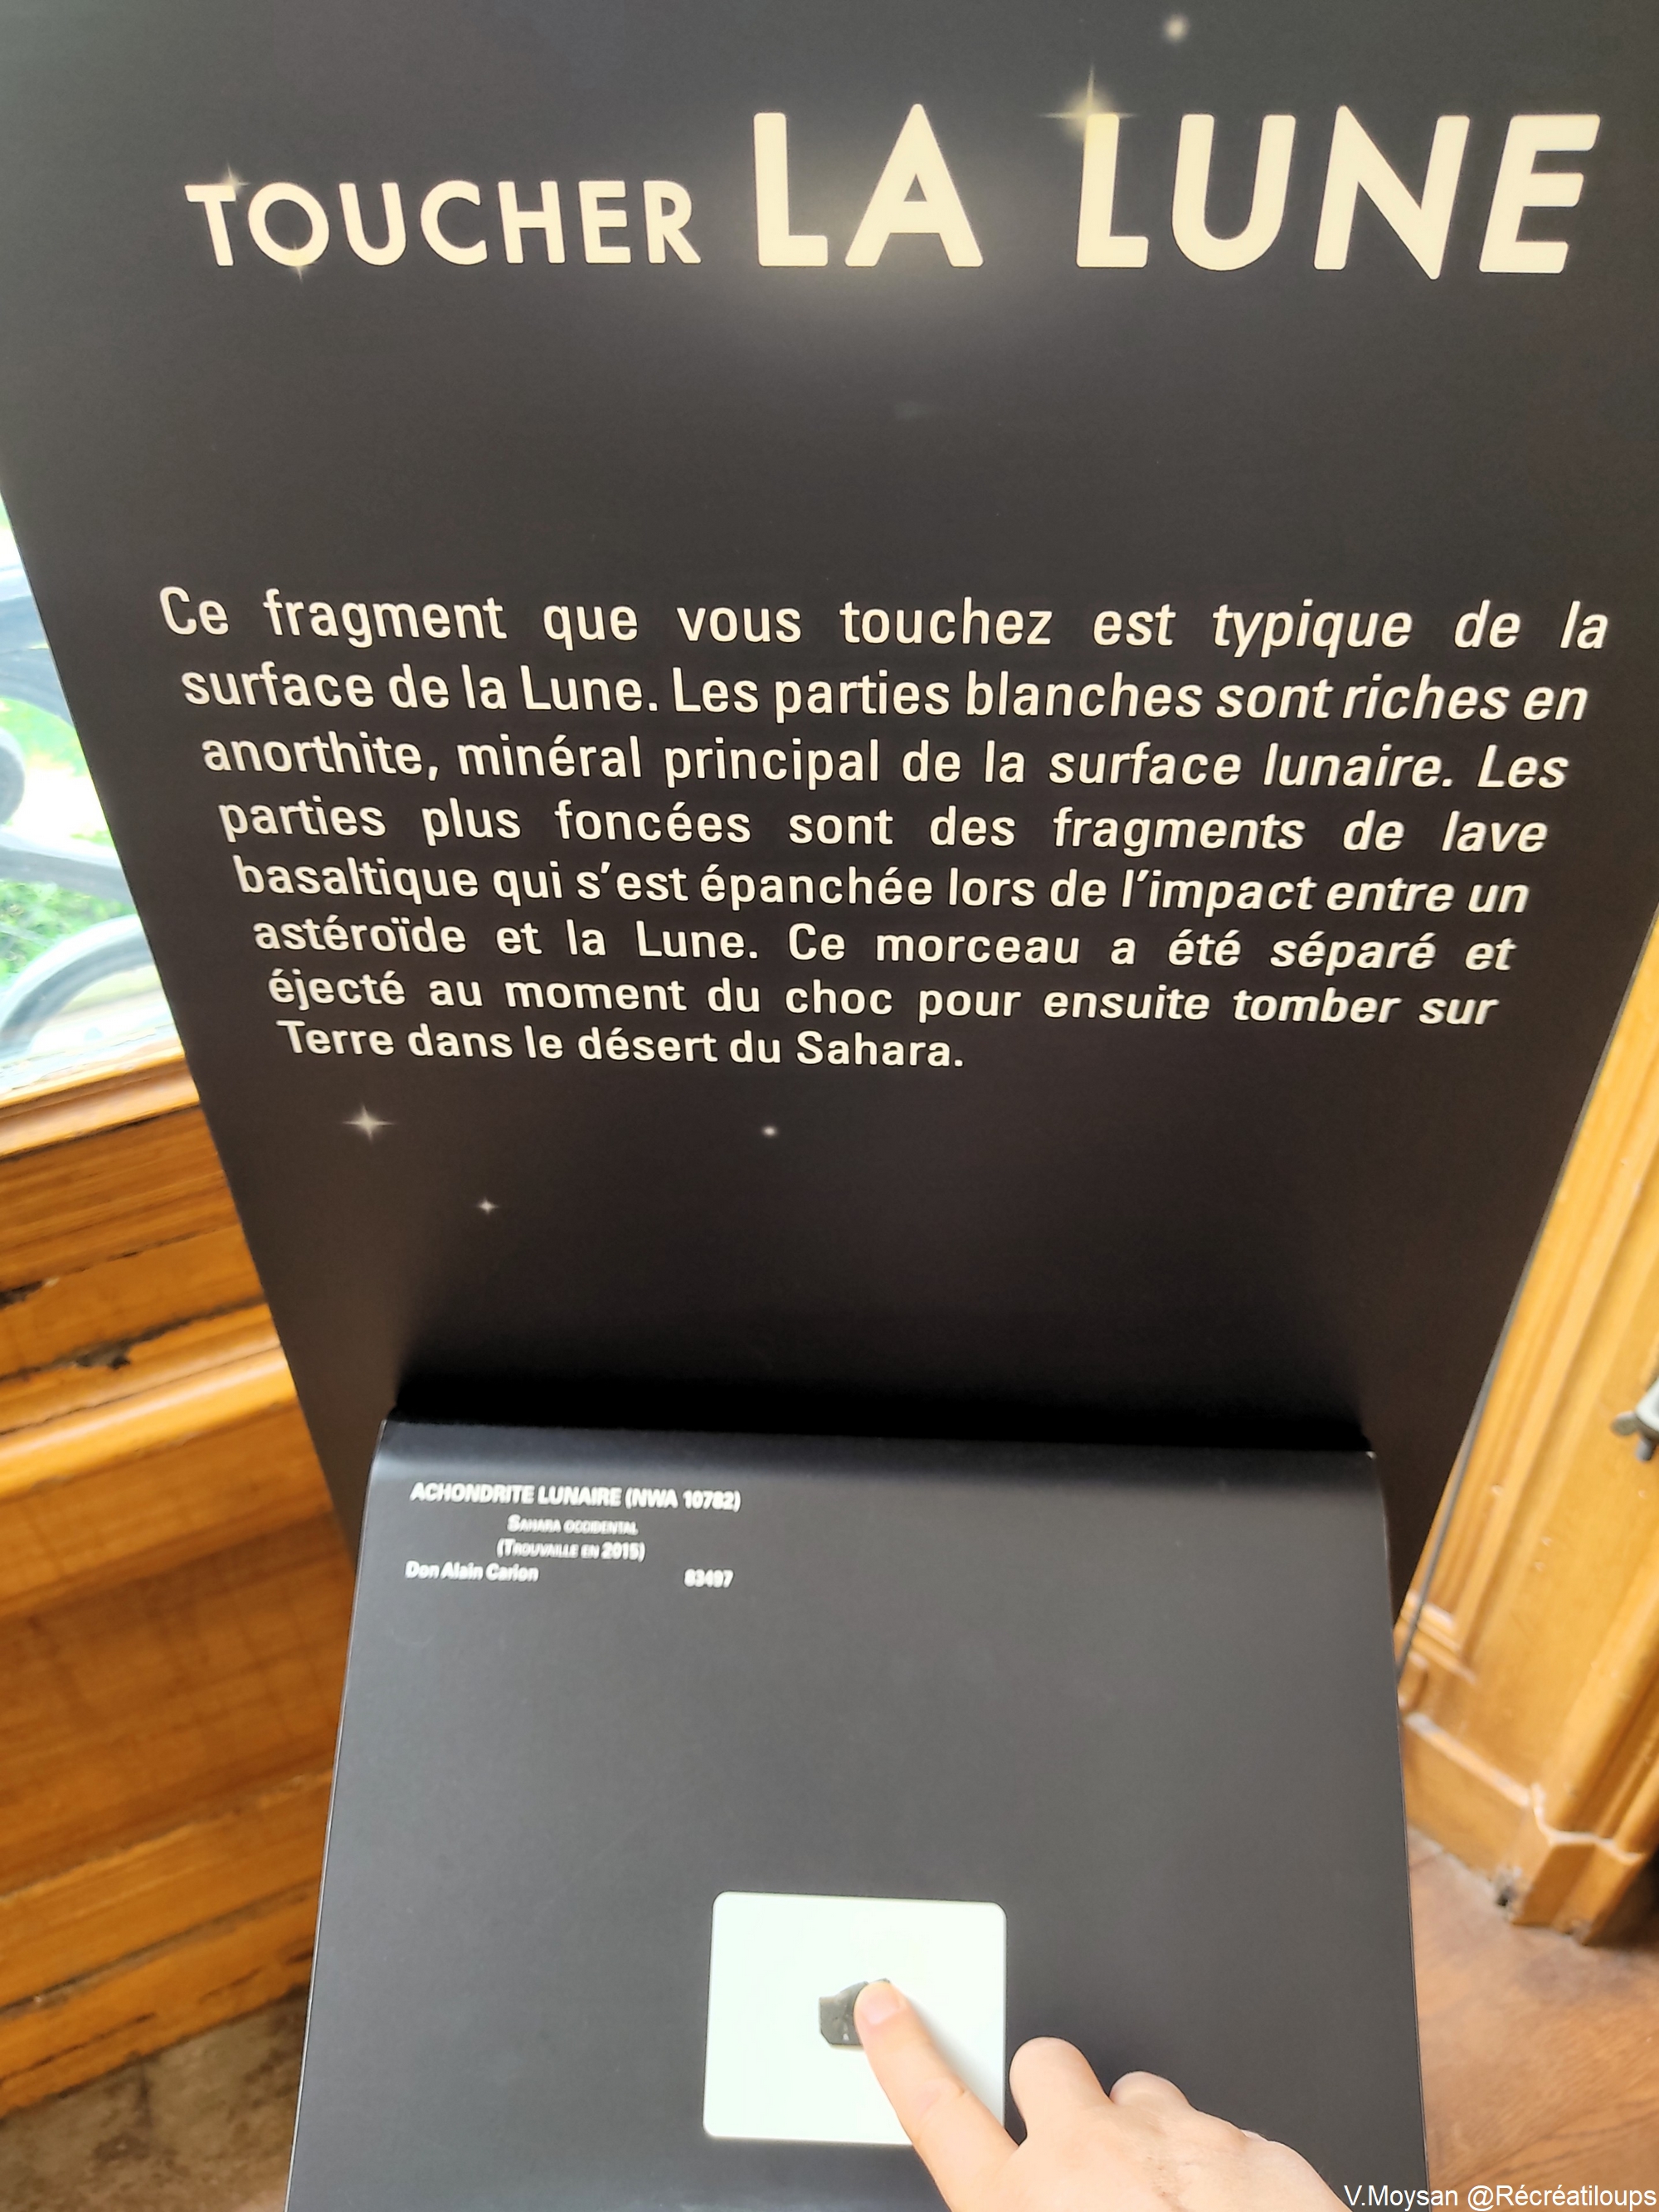 TOUCHER LA LUNE
Ce fragment que vous touchez est typique de la
surface de la Lune. Les parties blanches sont riches en
anorthite, minéral principal de la surface lunaire. Les
parties plus foncées sont des fragments de lave
basaltique qui s'est épanchée lors de l'impact entre un
astéroïde et la Lune. Ce morceau a été séparé et
éjecté au moment du choc pour ensuite tomber sur
Terre dans le désert du Sahara.
ACHONDRITE LUNAIRE (NWA 10782)
SAHARA OCCIDENTAL
(TROUVAILLE EN 2015)
Don Alain Carion 83497
V.Moysan @Récréatiloups